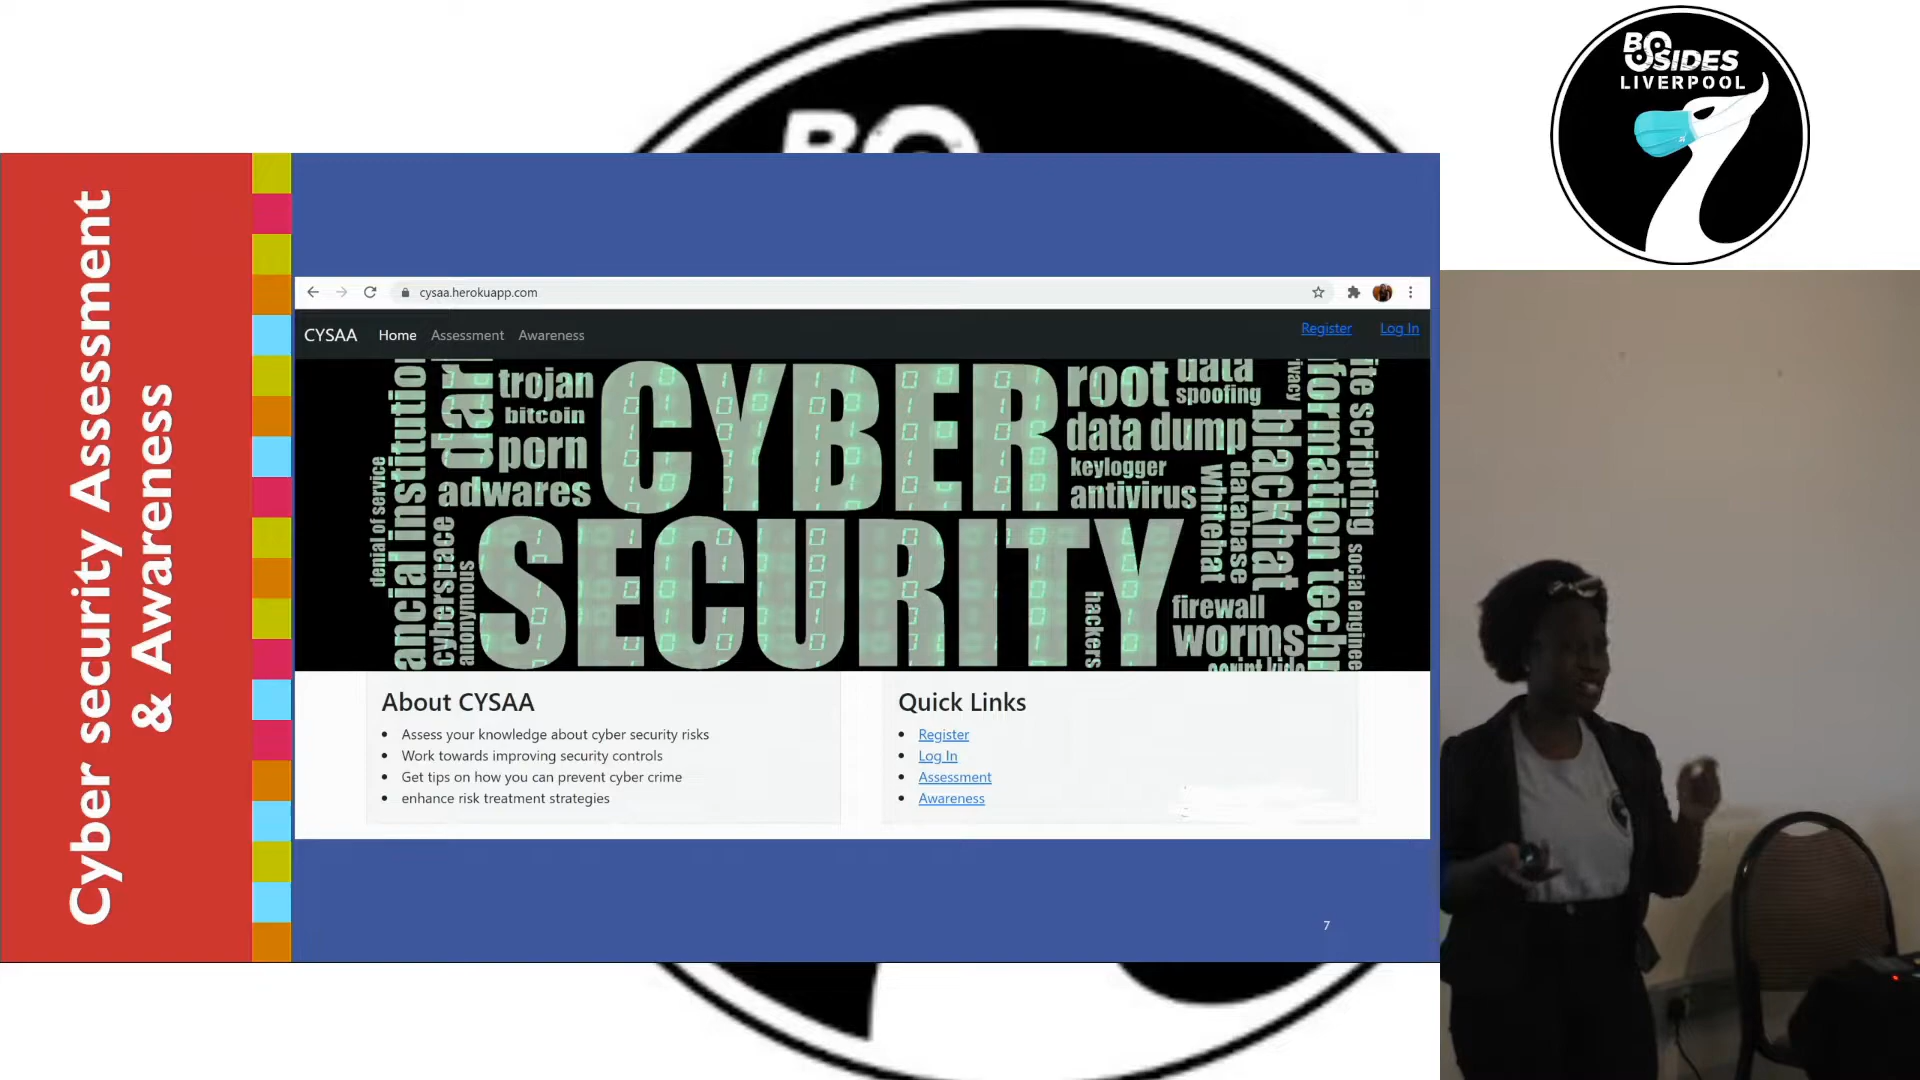 BSIDES
LIVERPOOL
Cyber security Assessment
& Awareness
cysaa.herokuapp.com
CYSAA Home Assessment Awareness
Register Log In
CYBER
SECURITY
trojan
bitcoin
porn
adwares
denial of service
cyberspace
anonymous
root
data
spoofing
data dump
keylogger
antivirus
whitehat
database
blackhat
hackers
firewall
worms
About CYSAA
Assess your knowledge about cyber security risks
Work towards improving security controls
Get tips on how you can prevent cyber crime
enhance risk treatment strategies
Quick Links
Register
Log In
Assessment
Awareness
7